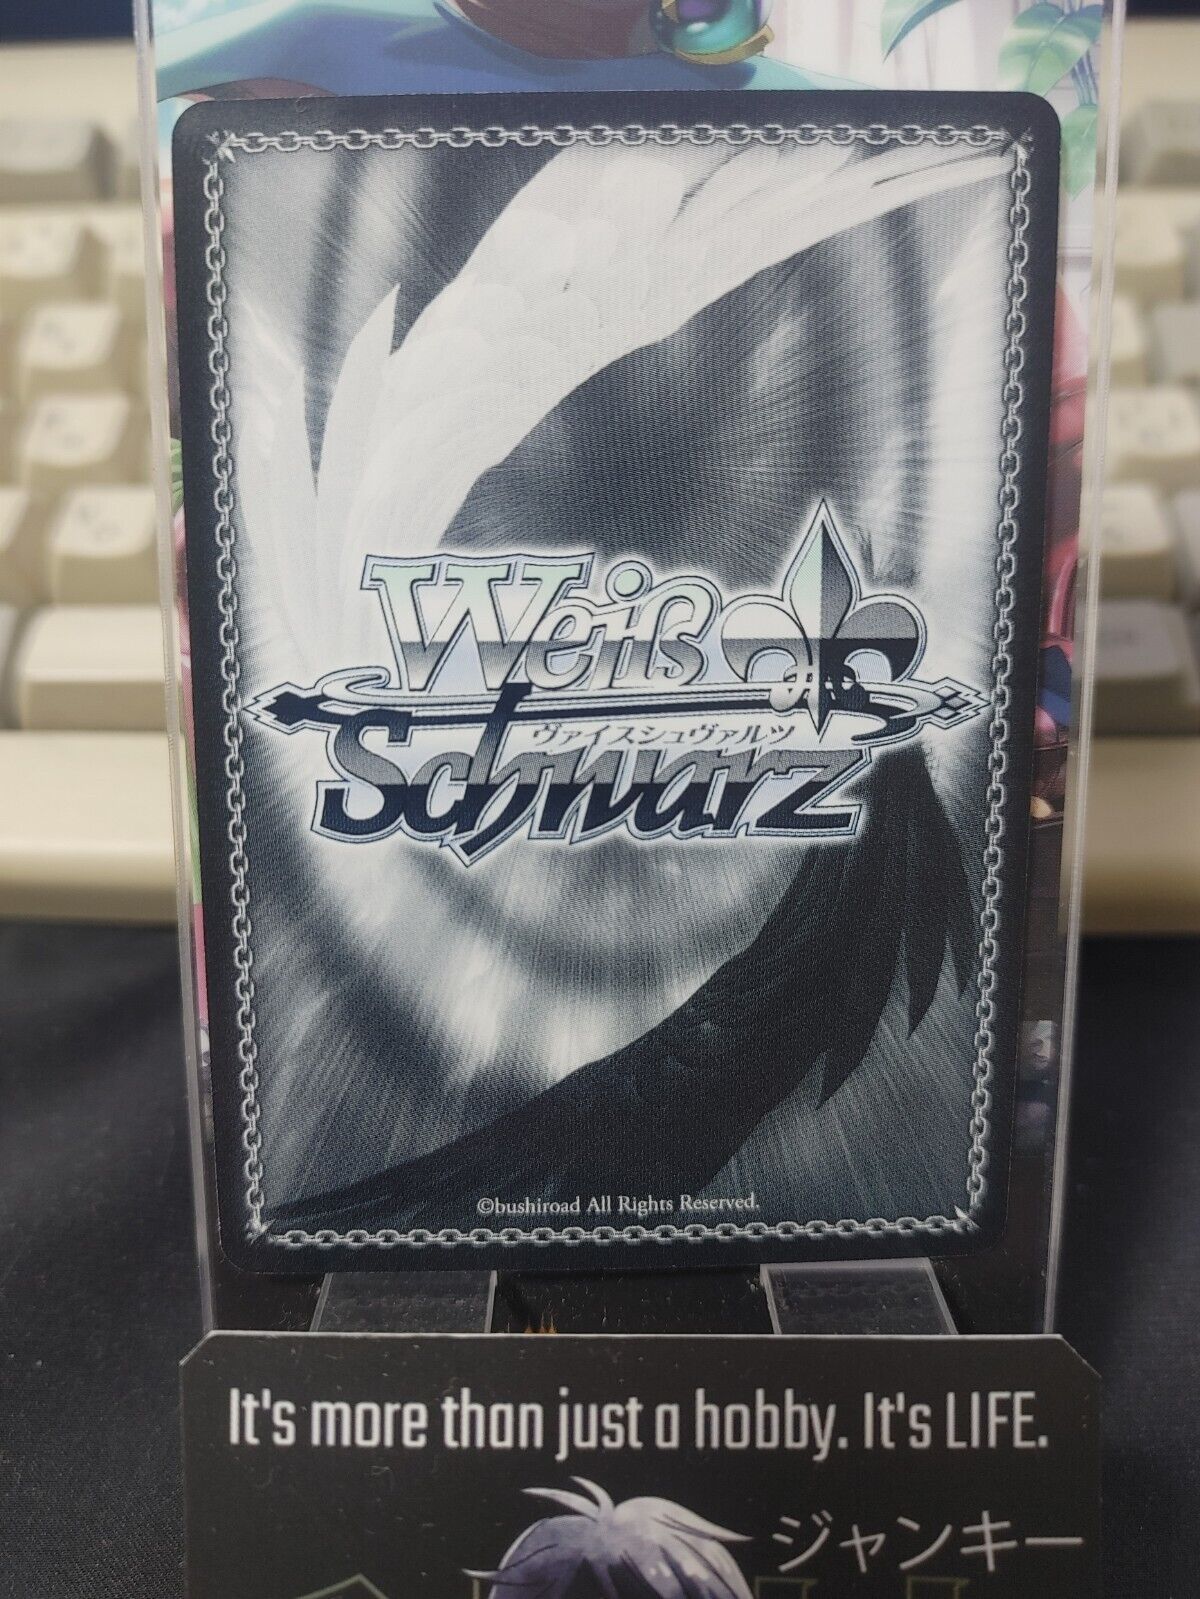 Weiß
ヴァイスシュヴァルツ
Schwarz
©bushiroad All Rights Reserved.
It's more than just a hobby. It's LIFE.
ジャンキー